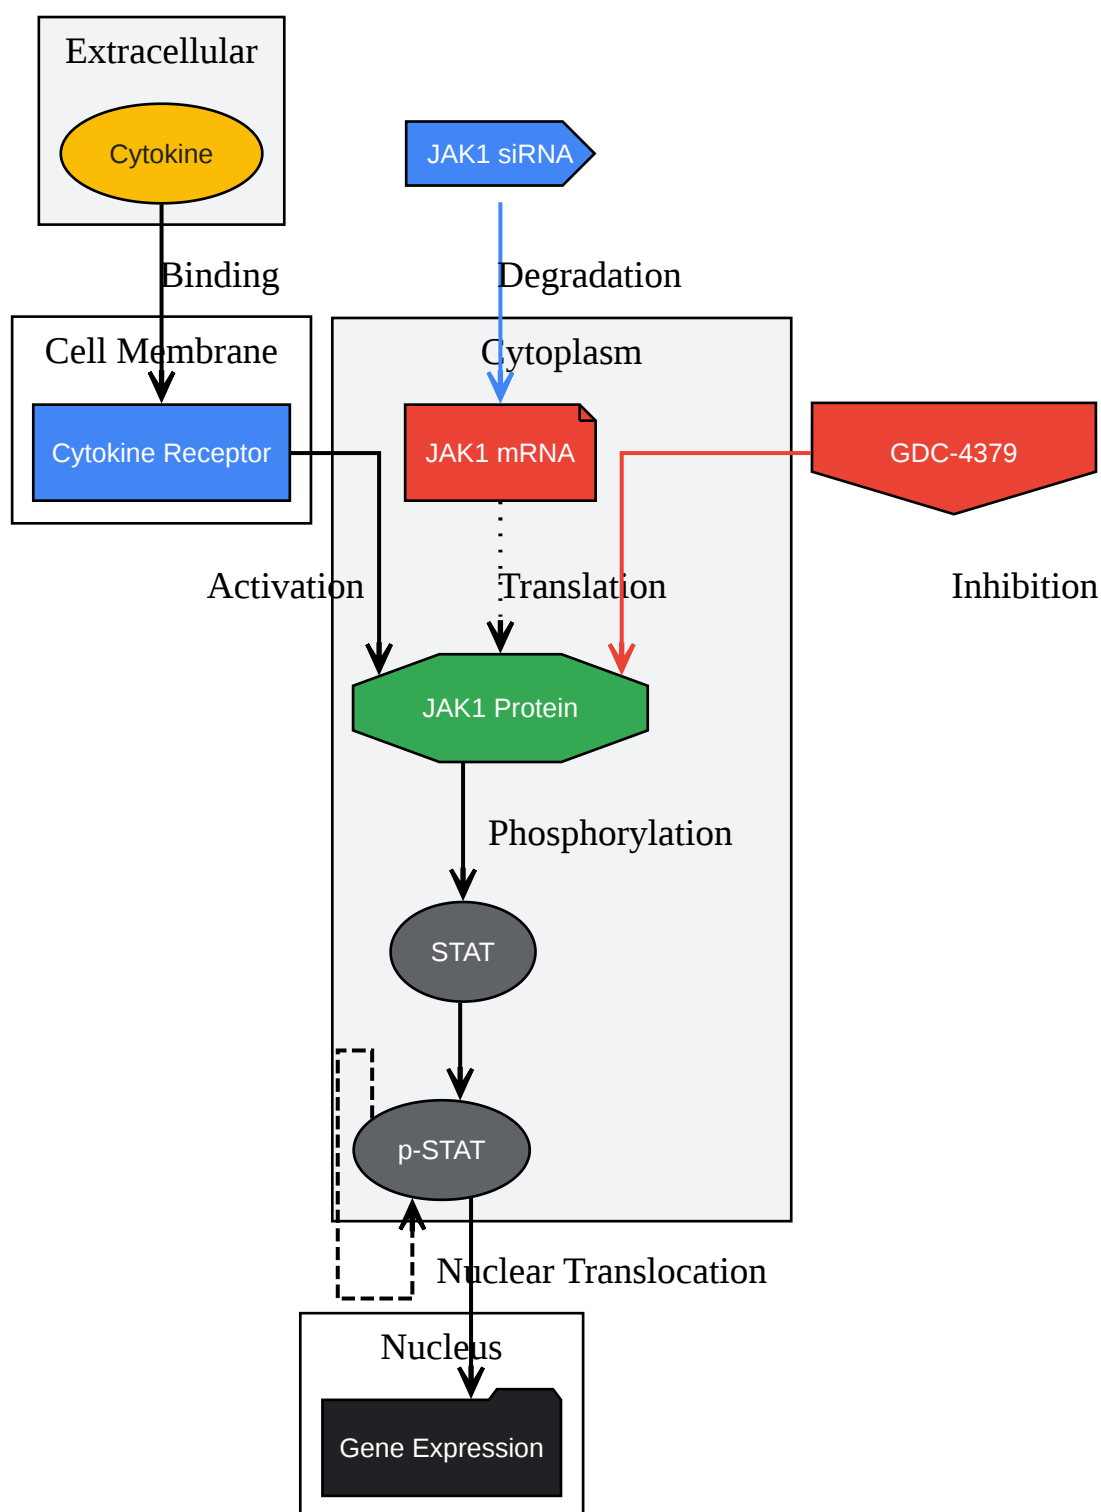 Extracellular
Cytokine
JAK1 siRNA
Binding
Degradation
Cell Membrane
Cytoplasm
Cytokine Receptor
JAK1 mRNA
GDC-4379
Activation
Translation
Inhibition
JAK1 Protein
Phosphorylation
STAT
p-STAT
Nuclear Translocation
Nucleus
Gene Expression